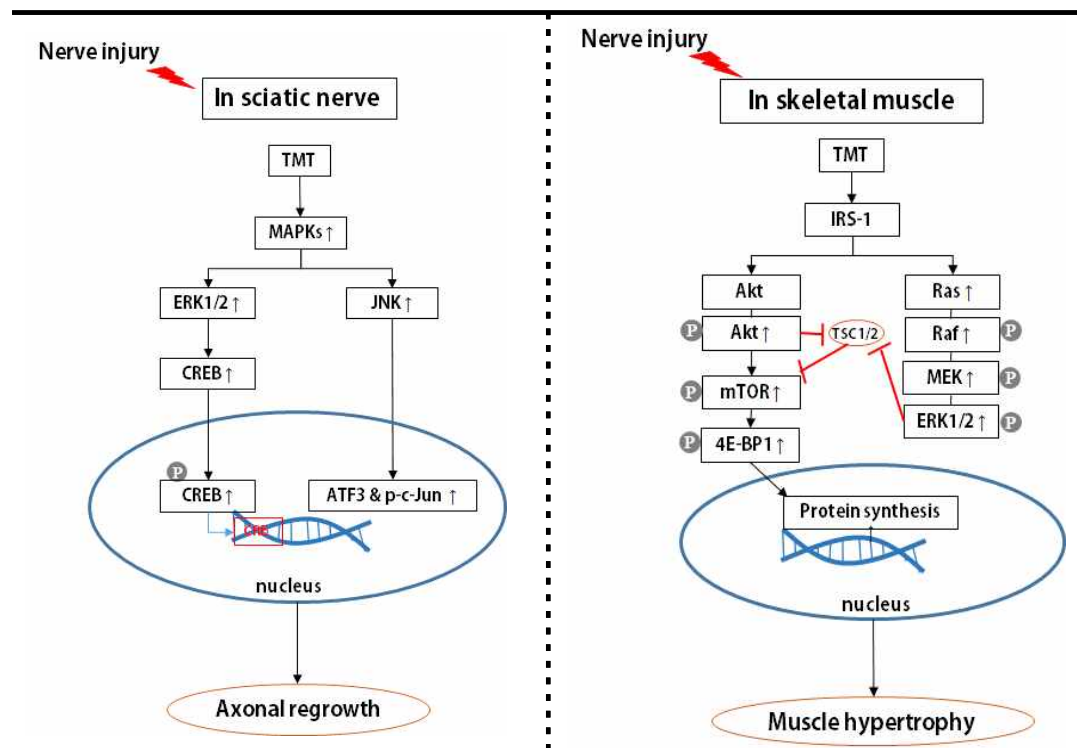 Nerve injury
In sciatic nerve
TMT
MAPKs ↑
ERK1/2 ↑
JNK ↑
CREB ↑
P
CREB ↑
ATF3 & p-c-Jun ↑
nucleus
Axonal regrowth
Nerve injury
In skeletal muscle
TMT
IRS-1
Akt
Ras ↑
P
Akt ↑
TSC1/2
Raf ↑
P
MEK ↑
P
P
mTOR ↑
ERK1/2 ↑
P
P
4E-BP1 ↑
Protein synthesis
nucleus
Muscle hypertrophy